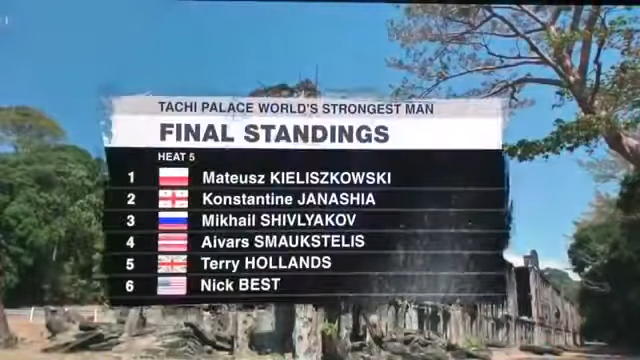 TACHI PALACE WORLD'S STRONGEST MAN
FINAL STANDINGS
HEAT 5
1 Mateusz KIELISZKOWSKI
2 Konstantine JANASHIA
3 Mikhail SHIVLYAKOV
4 Aivars SMAUKSTELIS
5 Terry HOLLANDS
6 Nick BEST